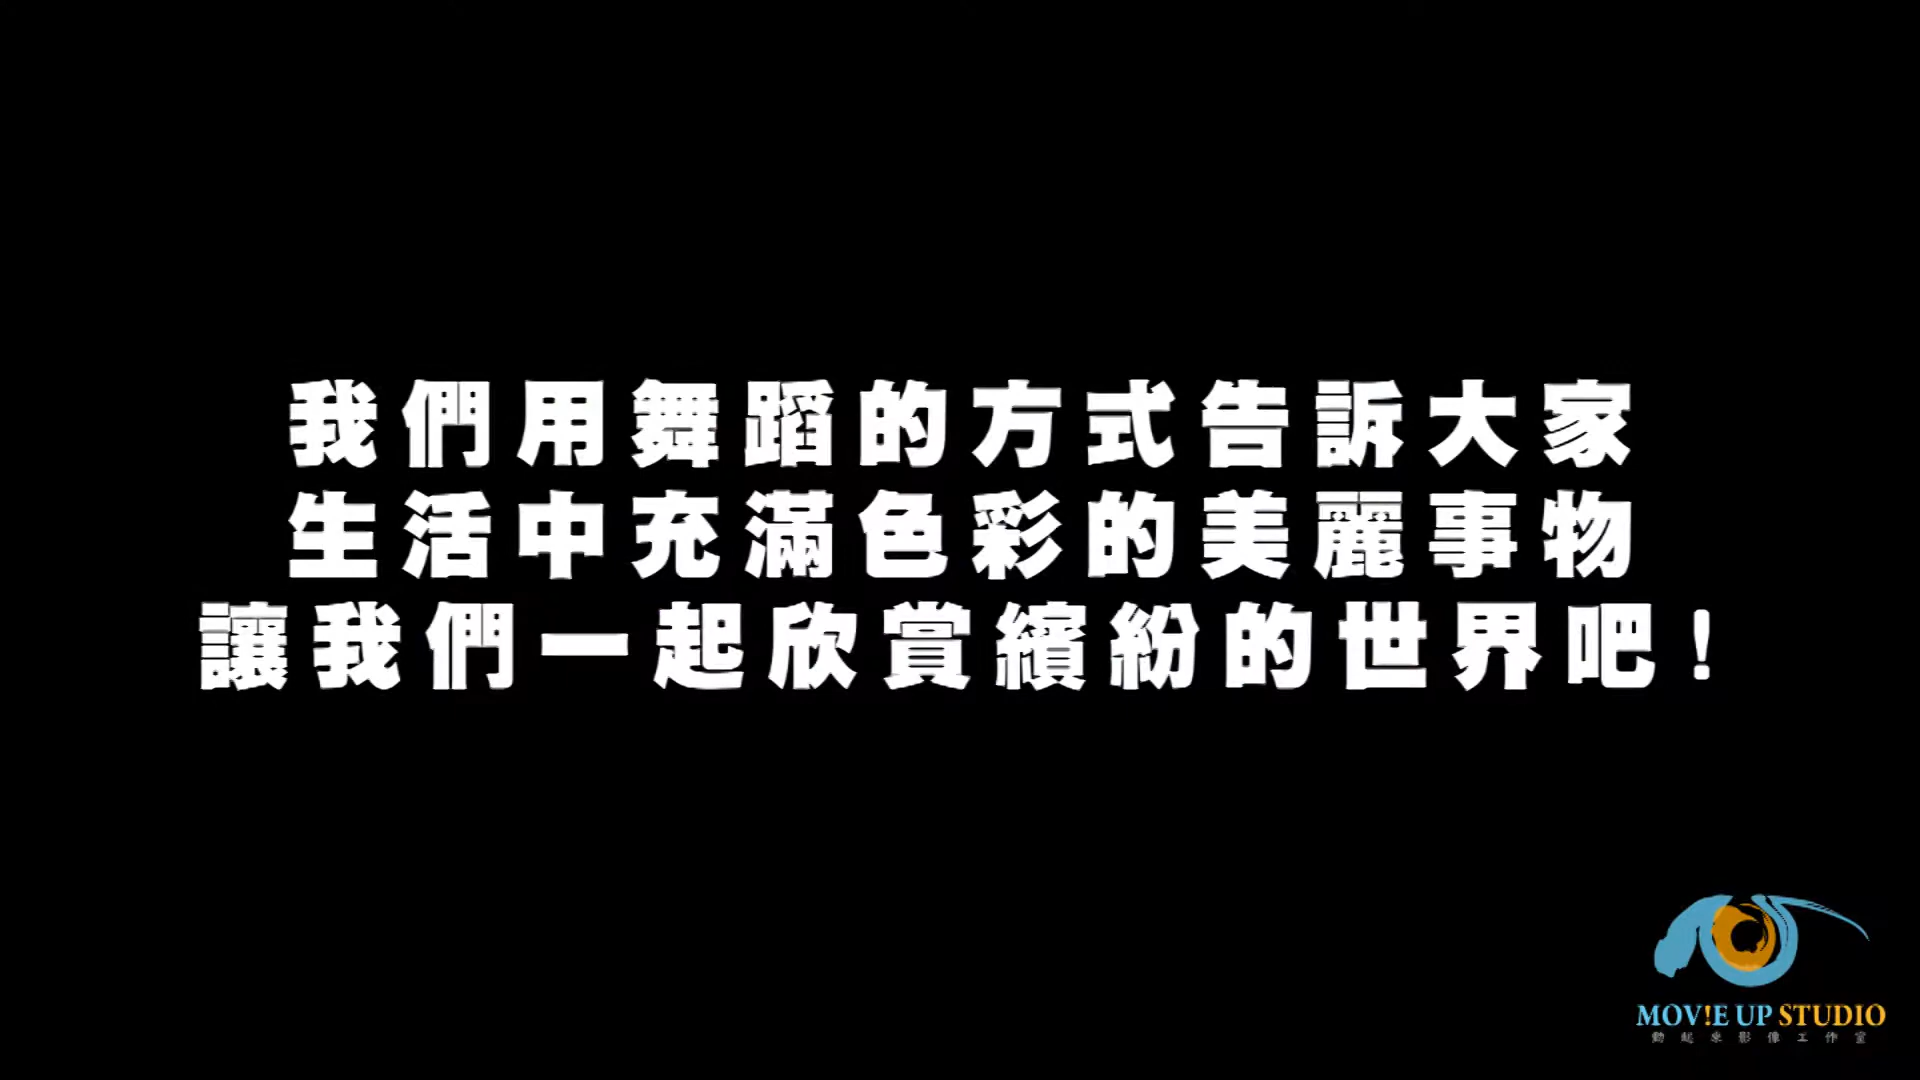 我們用舞蹈的方式告訴大家
生活中充滿色彩的美麗事物
讓我們一起欣賞繽紛的世界吧！
MOV!E UP STUDIO
動起來影像工作室